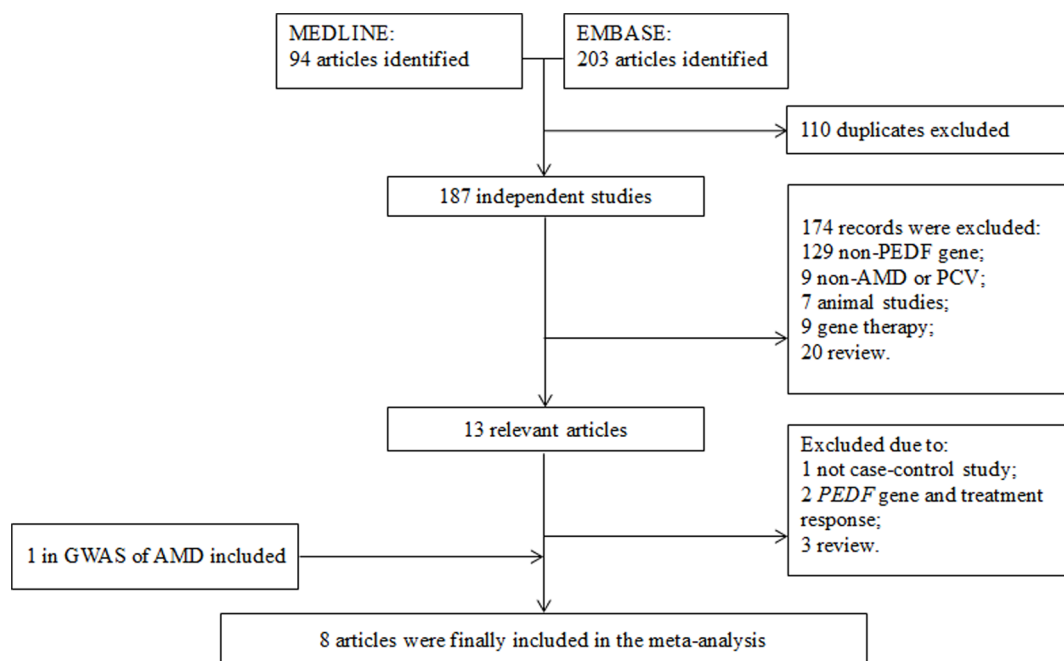 MEDLINE:
94 articles identified
EMBASE:
203 articles identified
110 duplicates excluded
187 independent studies
174 records were excluded:
129 non-PEDF gene;
9 non-AMD or PCV;
7 animal studies;
9 gene therapy;
20 review.
13 relevant articles
Excluded due to:
1 not case-control study;
2 PEDF gene and treatment
response;
3 review.
1 in GWAS of AMD included
8 articles were finally included in the meta-analysis